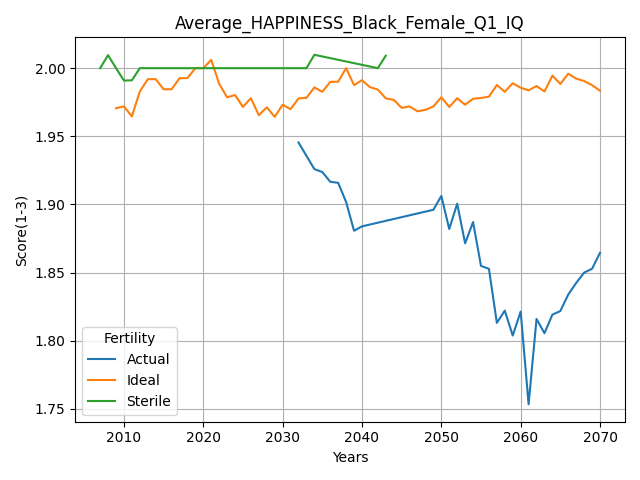 Average_HAPPINESS_Black_Female_Q1_IQ
Score(1-3)
2.00
1.95
1.90
1.85
1.80
1.75
Fertility
Actual
Ideal
Sterile
2010 2020 2030 2040 2050 2060 2070
Years